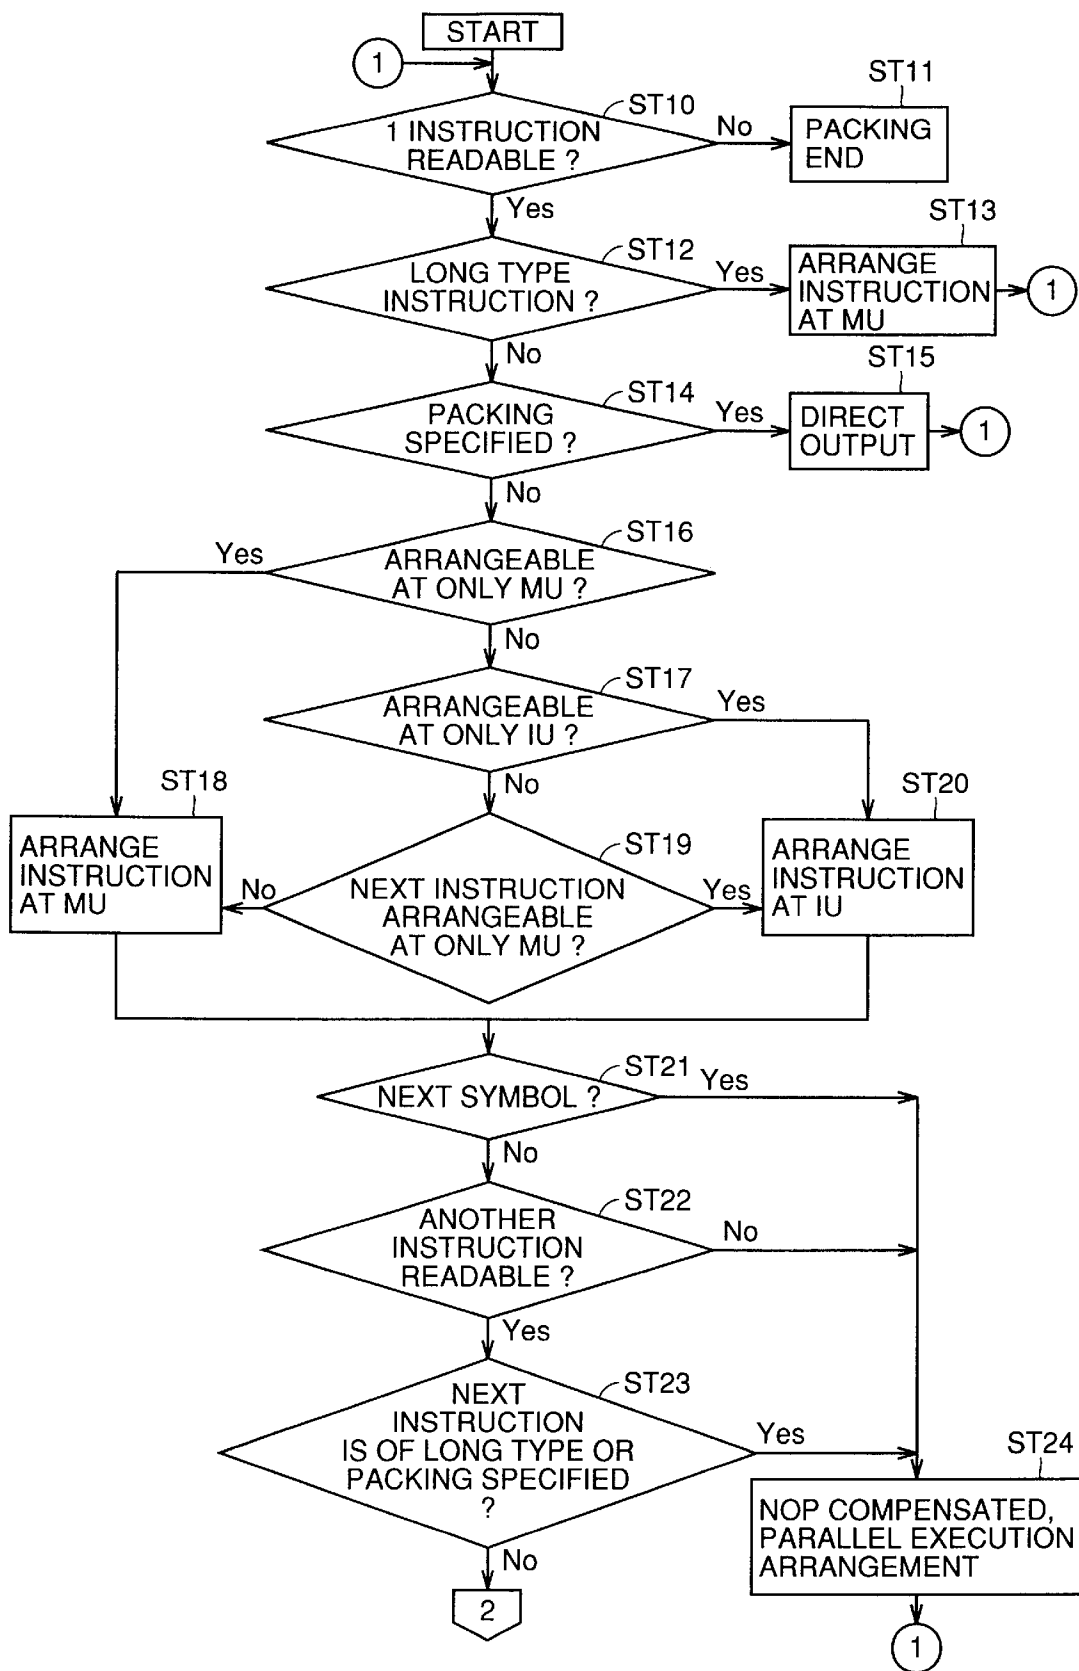 START
1
ST10
ST11
1 INSTRUCTION
READABLE ?
No
PACKING
END
Yes
ST12
ST13
LONG TYPE
INSTRUCTION ?
Yes
ARRANGE
INSTRUCTION
AT MU
1
No
ST14
ST15
PACKING
SPECIFIED ?
Yes
DIRECT
OUTPUT
1
No
ST16
Yes
ARRANGEABLE
AT ONLY MU ?
No
ST17
ARRANGEABLE
AT ONLY IU ?
Yes
No
ST18
ARRANGE
INSTRUCTION
AT MU
No
ST19
NEXT INSTRUCTION
ARRANGEABLE
AT ONLY MU ?
Yes
ST20
ARRANGE
INSTRUCTION
AT IU
ST21
NEXT SYMBOL ?
Yes
No
ST22
ANOTHER
INSTRUCTION
READABLE ?
No
Yes
ST23
NEXT
INSTRUCTION
IS OF LONG TYPE OR
PACKING SPECIFIED
?
Yes
No
2
ST24
NOP COMPENSATED,
PARALLEL EXECUTION
ARRANGEMENT
1